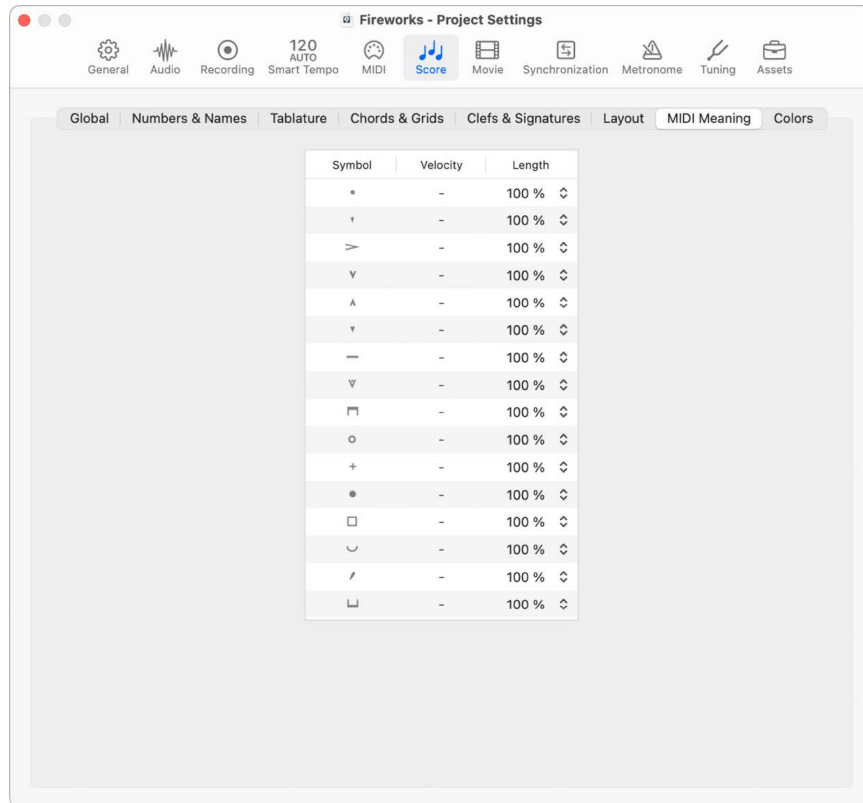 Fireworks - Project Settings
120
AUTO
General Audio Recording Smart Tempo MIDI Score Movie Synchronization Metronome Tuning Assets
Global Numbers & Names Tablature Chords & Grids Clefs & Signatures Layout MIDI Meaning Colors
Symbol Velocity Length
- 100 %
- 100 %
- 100 %
- 100 %
- 100 %
- 100 %
- 100 %
- 100 %
- 100 %
- 100 %
+ - 100 %
- 100 %
- 100 %
- 100 %
- 100 %
- 100 %